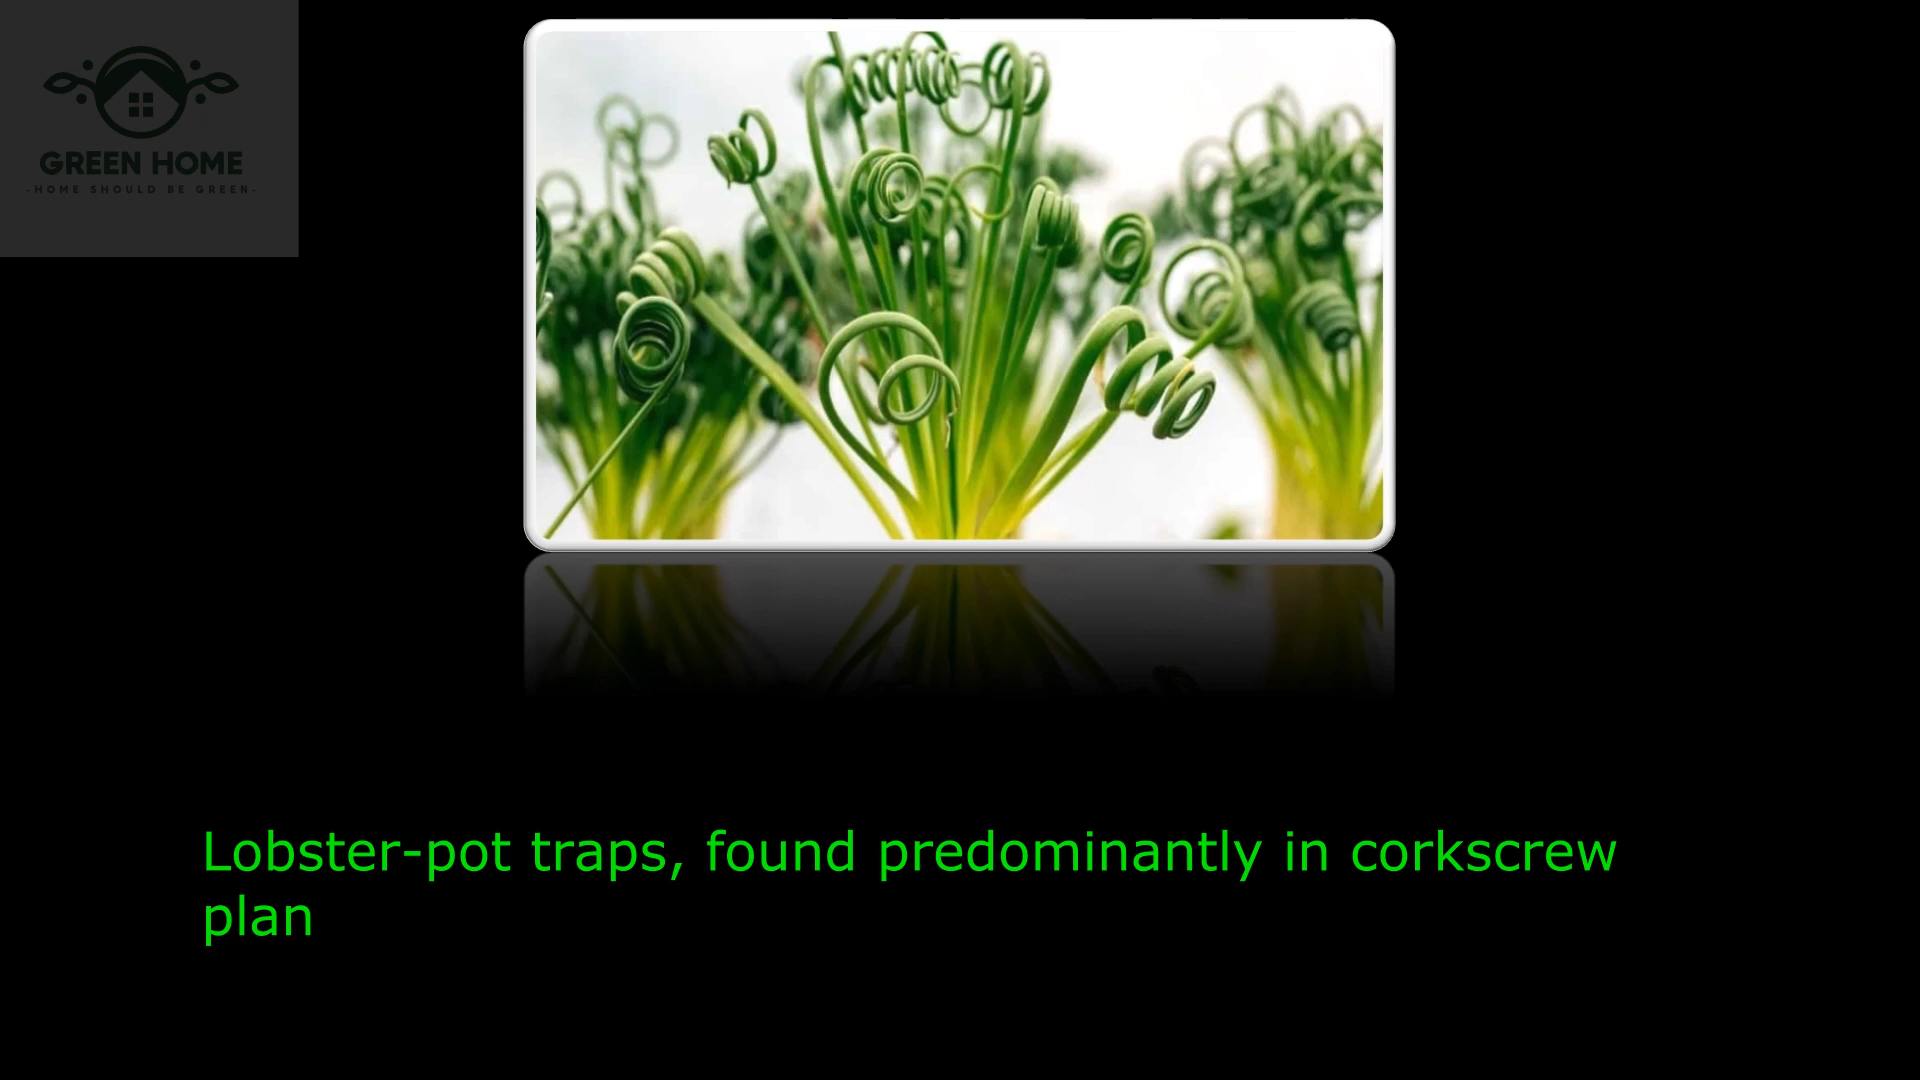 GREEN HOME
-HOME SHOULD BE GREEN-
Lobster-pot traps, found predominantly in corkscrew
plan